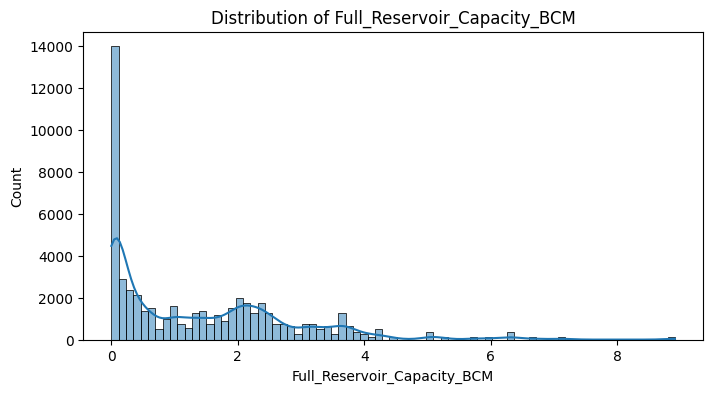 Distribution of Full_Reservoir_Capacity_BCM
14000
12000
10000
8000
6000
4000
2000
0
Count
0 2 4 6 8
Full_Reservoir_Capacity_BCM